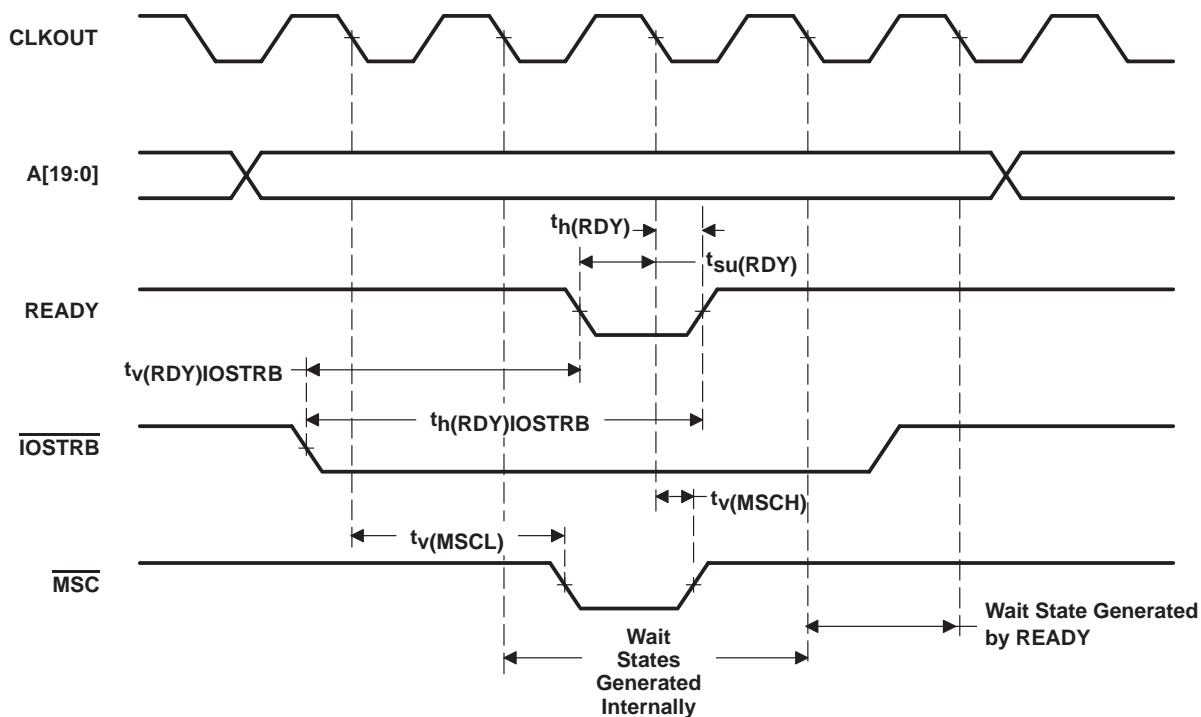 CLKOUT
A[19:0]
th(RDY)
tsu(RDY)
READY
tv(RDY)IOSTRB
th(RDY)IOSTRB
IOSTRB
tv(MSCH)
tv(MSCL)
MSC
Wait State Generated
by READY
Wait
States
Generated
Internally